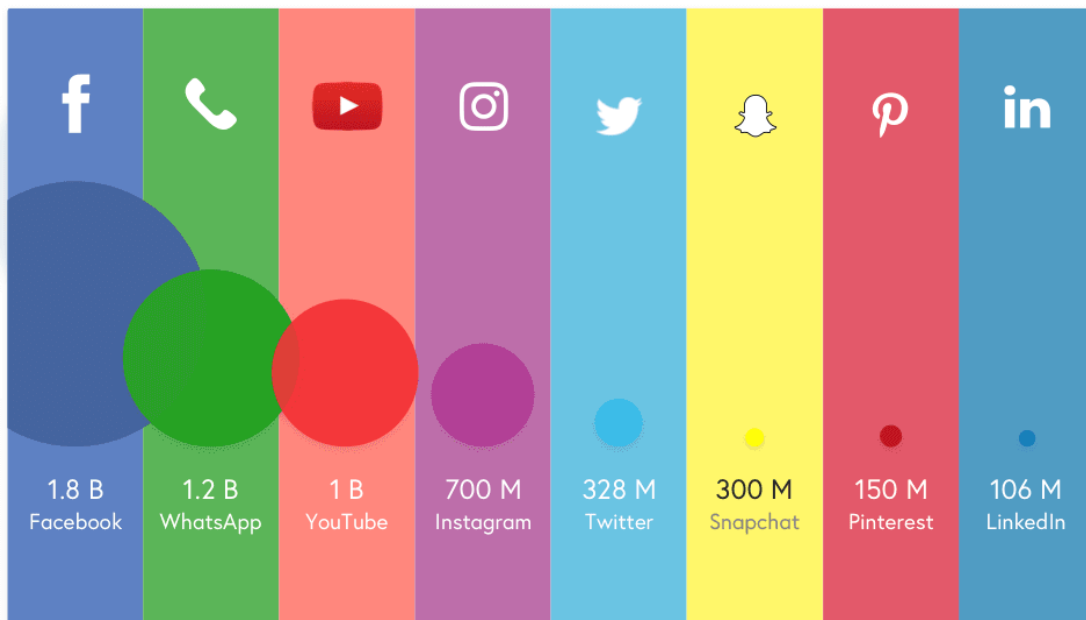 1.8 B
Facebook
1.2 B
WhatsApp
1 B
YouTube
700 M
Instagram
328 M
Twitter
300 M
Snapchat
150 M
Pinterest
106 M
LinkedIn